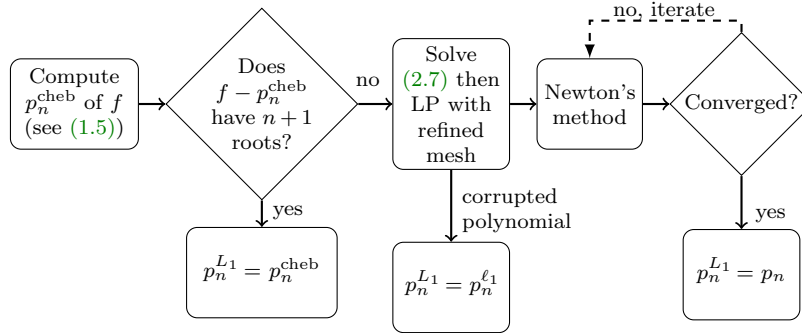 no, iterate
Compute
p_n^cheb of f
(see (1.5))
Does
f − p_n^cheb
have n + 1
roots?
no
Solve
(2.7) then
LP with
refined
mesh
Newton's
method
Converged?
yes
corrupted
polynomial
yes
p_n^{L_1} = p_n^cheb
p_n^{L_1} = p_n^{ℓ_1}
p_n^{L_1} = p_n